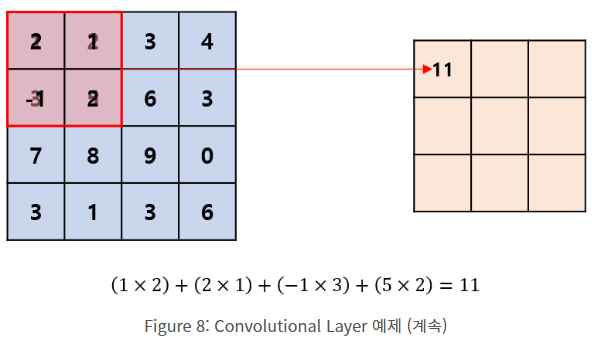 2 1 3 4
-1 2 6 3
11
7 8 9 0
3 1 3 6
(1 × 2) + (2 × 1) + (−1 × 3) + (5 × 2) = 11
Figure 8: Convolutional Layer 예제 (계속)